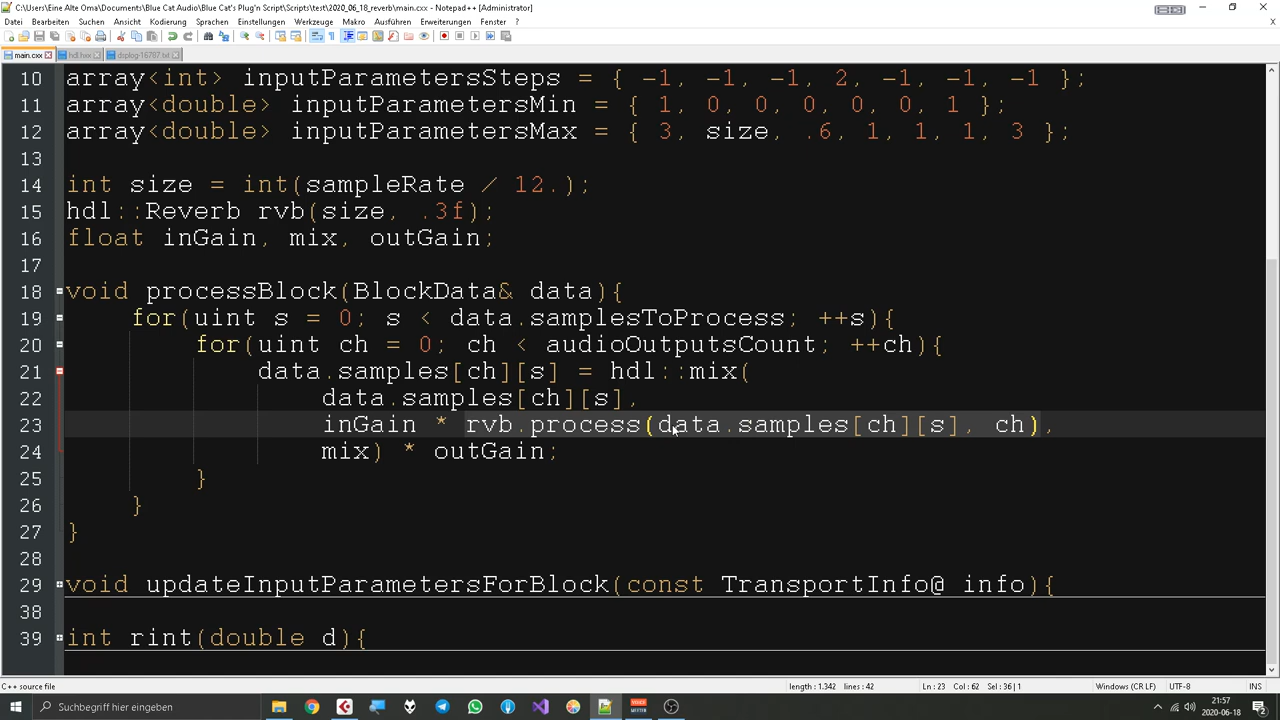 C:\Users\Eine Alte Oma\Documents\Blue Cat Audio\Blue Cat's Plug'n Script\Scripts\test\2020_06_18_reverb\main.cxx - Notepad++ [Administrator]
Datei Bearbeiten Suchen Ansicht Kodierung Sprachen Einstellungen Werkzeuge Makro Ausführen Erweiterungen Fenster ?
X
main.cxx hdl.hxx dsplog-16787.txt
10 array<int> inputParametersSteps = { -1, -1, -1, 2, -1, -1, -1 };
11 array<double> inputParametersMin = { 1, 0, 0, 0, 0, 0, 1 };
12 array<double> inputParametersMax = { 3, size, .6, 1, 1, 1, 3 };
13
14 int size = int(sampleRate / 12.);
15 hdl::Reverb rvb(size, .3f);
16 float inGain, mix, outGain;
17
18 void processBlock(BlockData& data){
19 for(uint s = 0; s < data.samplesToProcess; ++s){
20 for(uint ch = 0; ch < audioOutputsCount; ++ch){
21 data.samples[ch][s] = hdl::mix(
22 data.samples[ch][s],
23 inGain * rvb.process(data.samples[ch][s], ch),
24 mix) * outGain;
25 }
26 }
27 }
28
29 void updateInputParametersForBlock(const TransportInfo@ info){
38
39 int rint(double d){
C++ source file length : 1.342 lines : 42 Ln : 23 Col : 62 Sel : 36 | 1 Windows (CR LF) UTF-8 INS
Suchbegriff hier eingeben 21:57
2020-06-18